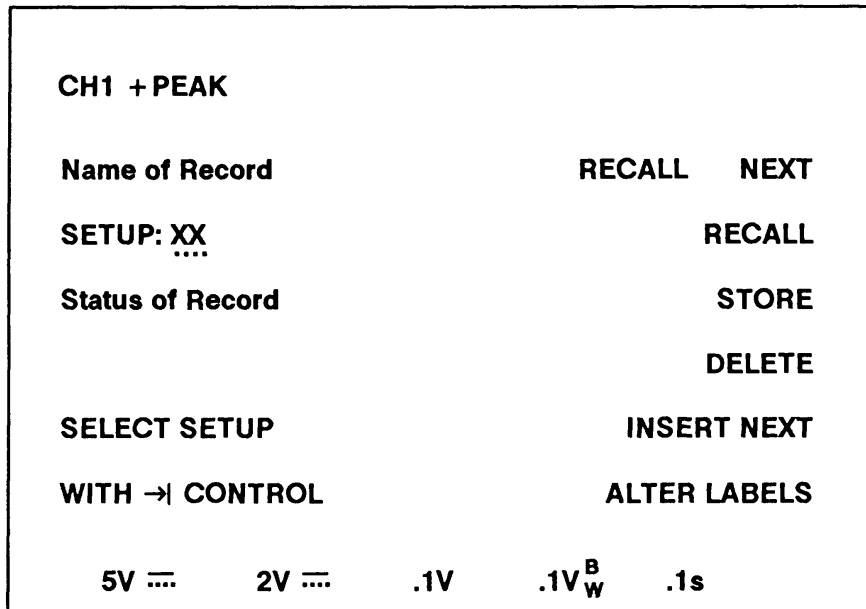 CH1 +PEAK
Name of Record RECALL NEXT
SETUP: XX RECALL
Status of Record STORE
DELETE
SELECT SETUP INSERT NEXT
WITH →| CONTROL ALTER LABELS
5V 2V .1V .1V BW .1s